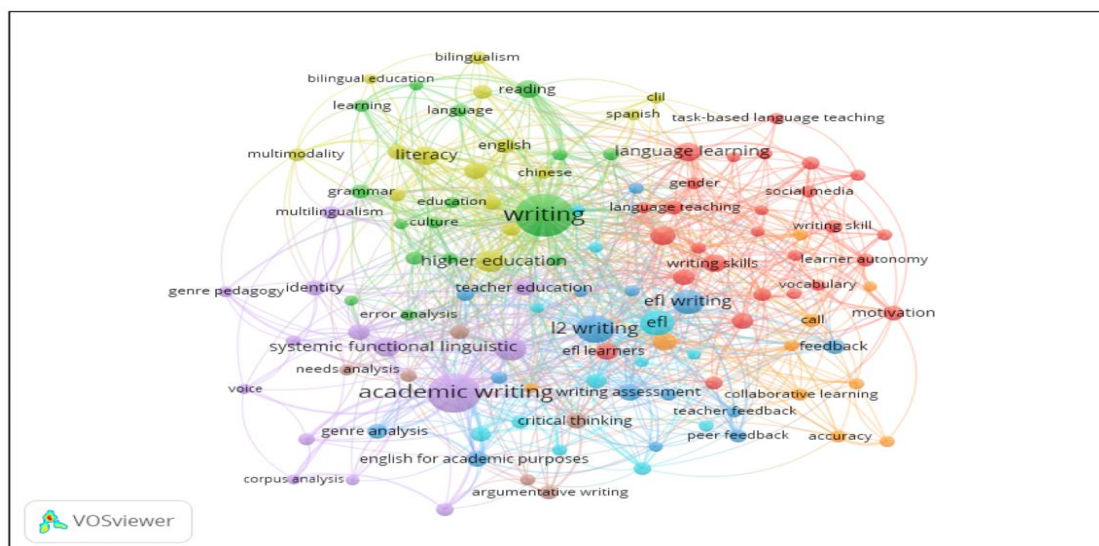 bilingualism
bilingual education
reading
clil
learning
language
spanish
task-based language teaching
english
language learning
multimodality
literacy
chinese
gender
social media
grammar
education
language teaching
multilingualism
culture
writing
writing skill
higher education
writing skills
learner autonomy
genre pedagogy
identity
teacher education
vocabulary
efl writing
error analysis
motivation
l2 writing
efl
call
systemic functional linguistic
efl learners
feedback
needs analysis
voice
academic writing
writing assessment
collaborative learning
teacher feedback
critical thinking
genre analysis
peer feedback
accuracy
english for academic purposes
corpus analysis
argumentative writing
VOSviewer